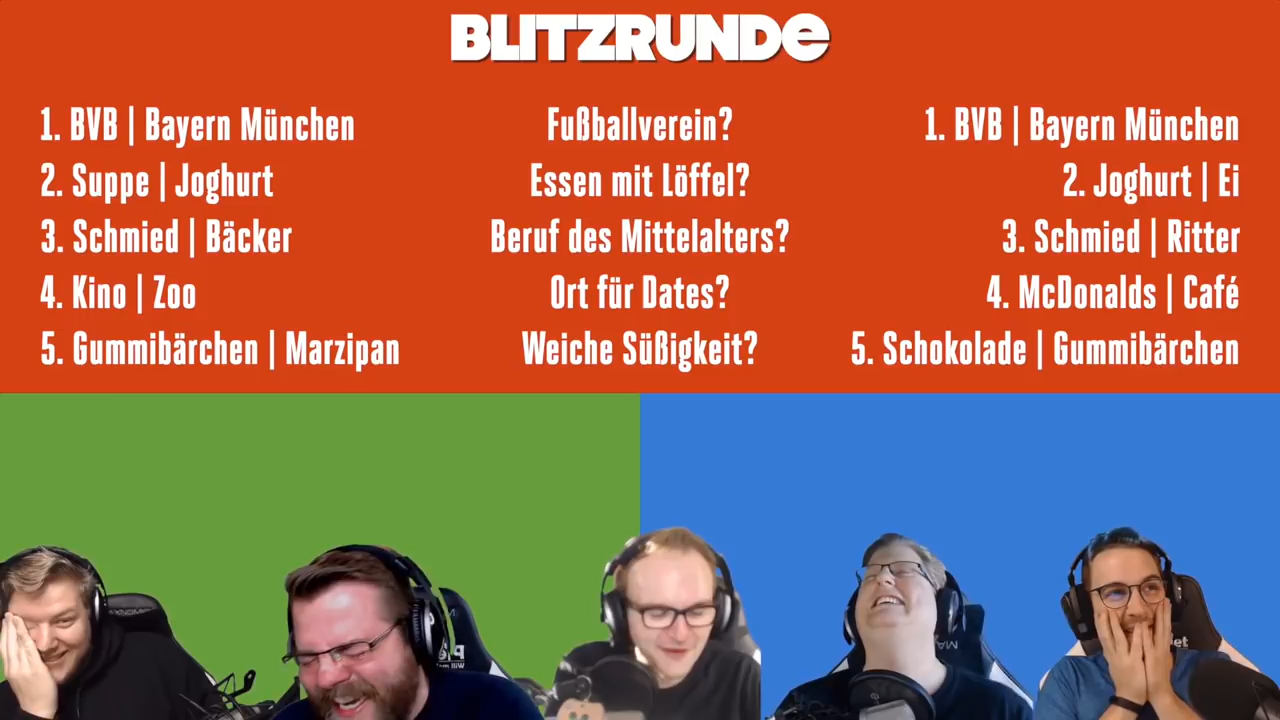 BLITZRUNDE
1. BVB | Bayern München Fußballverein? 1. BVB | Bayern München
2. Suppe | Joghurt Essen mit Löffel? 2. Joghurt | Ei
3. Schmied | Bäcker Beruf des Mittelalters? 3. Schmied | Ritter
4. Kino | Zoo Ort für Dates? 4. McDonalds | Café
5. Gummibärchen | Marzipan Weiche Süßigkeit? 5. Schokolade | Gummibärchen